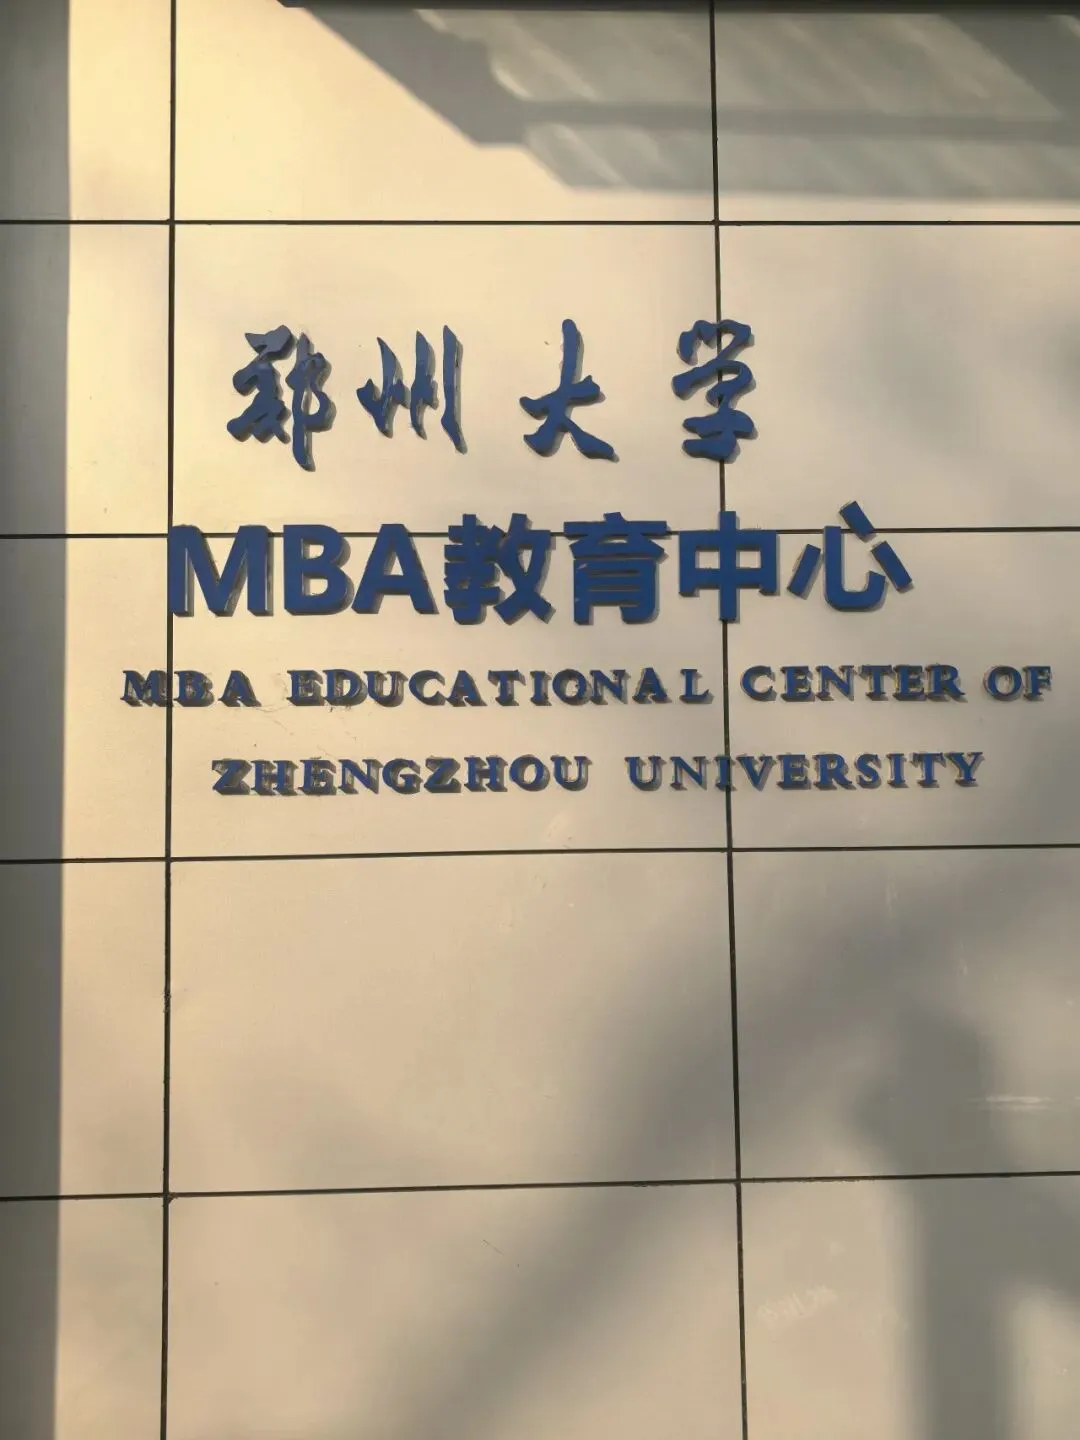 郑州大学
MBA教育中心
MBA EDUCATIONAL CENTER OF
ZHENGZHOU UNIVERSITY